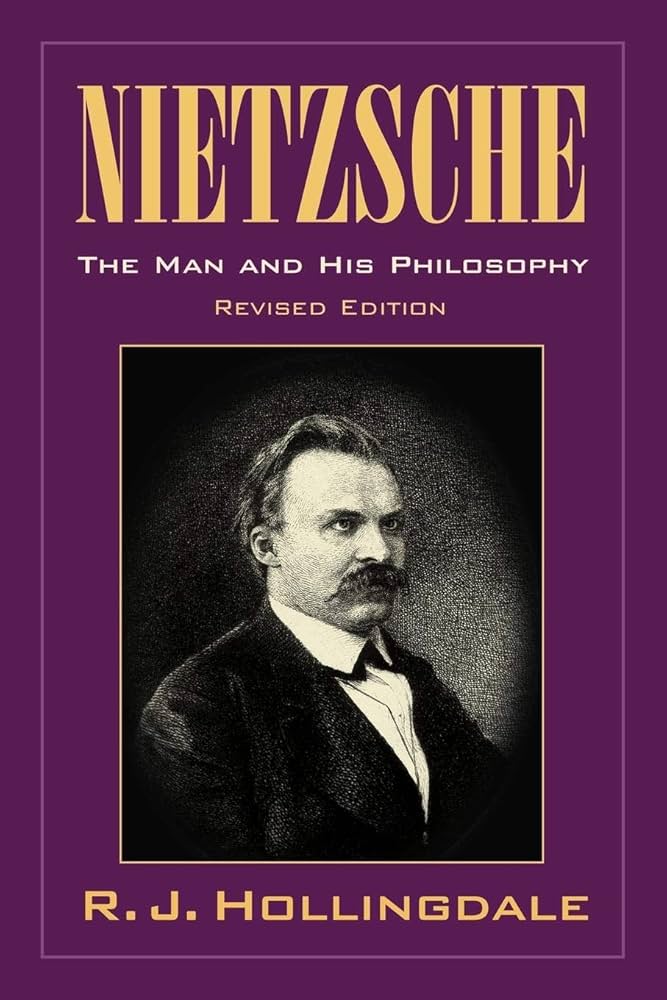 NIETZSCHE
THE MAN AND HIS PHILOSOPHY
REVISED EDITION
R. J. HOLLINGDALE